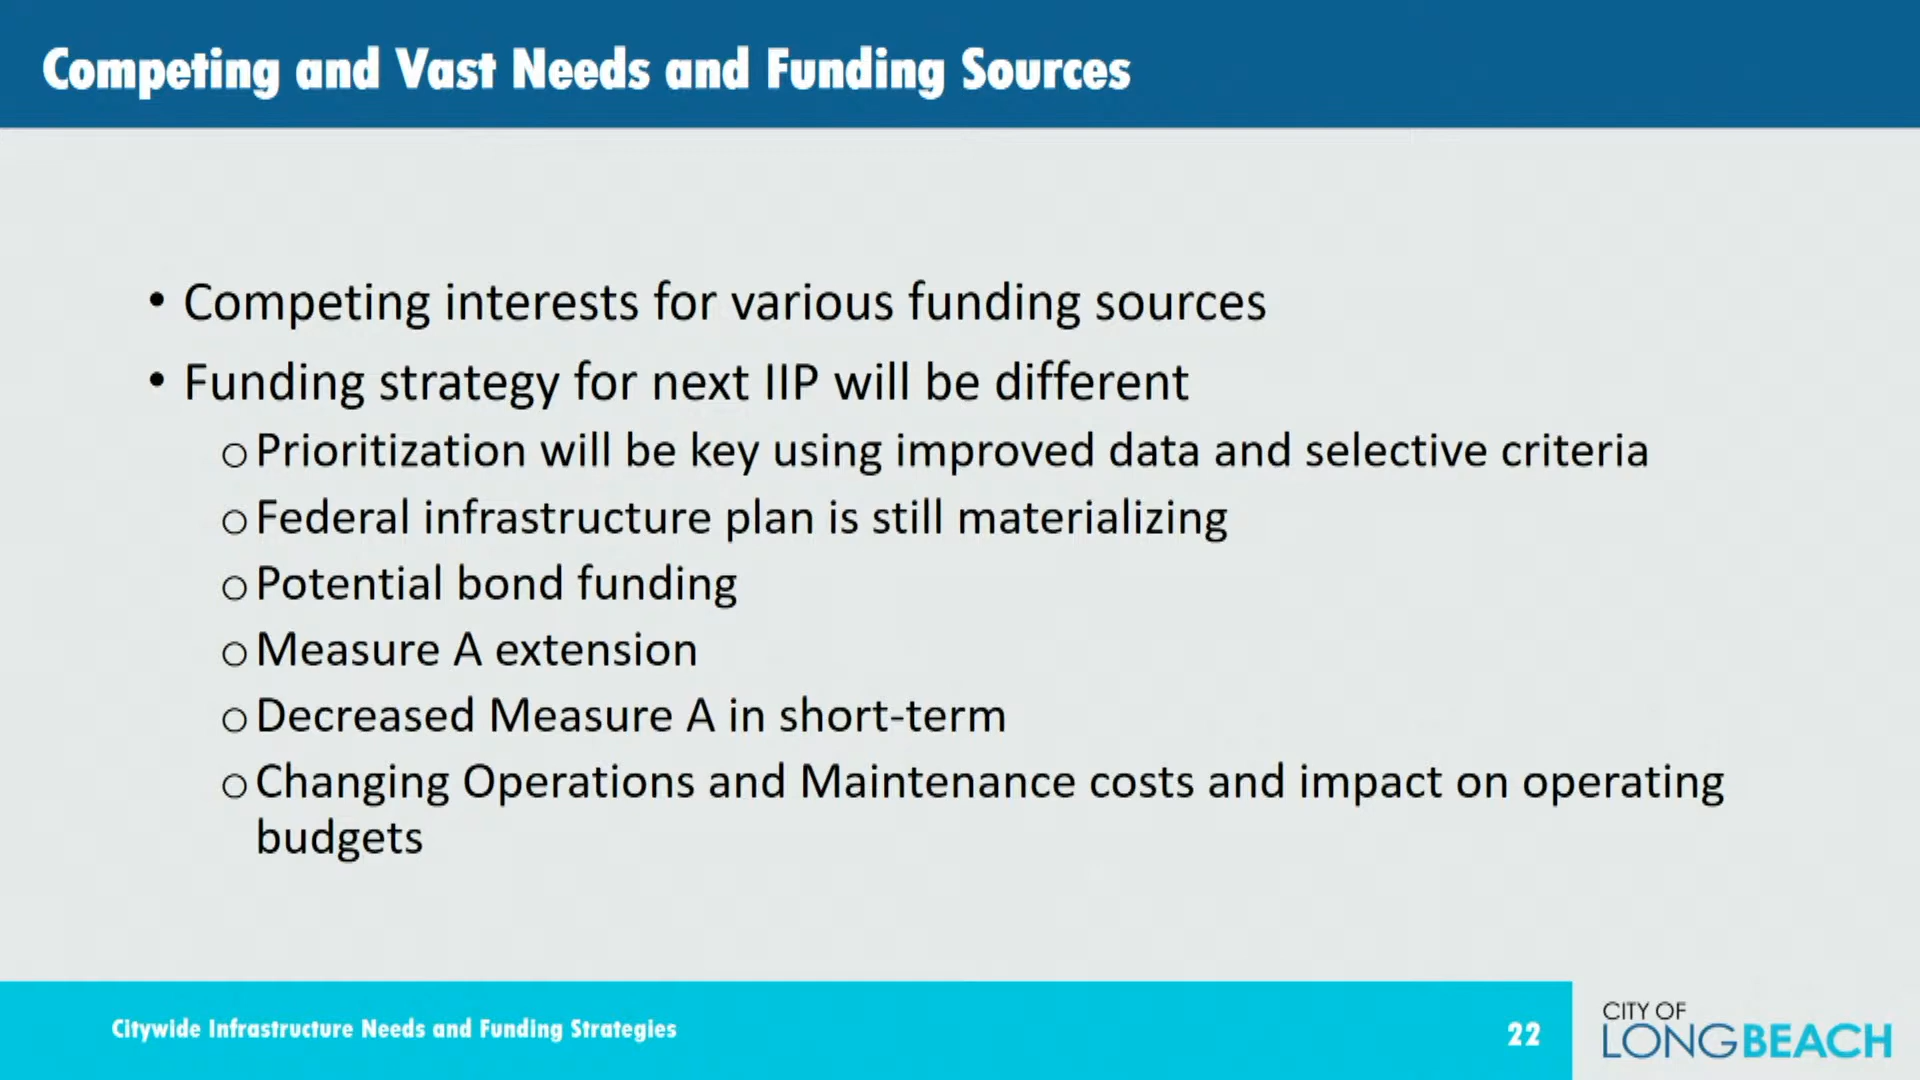 Competing and Vast Needs and Funding Sources
• Competing interests for various funding sources
• Funding strategy for next IIP will be different
o Prioritization will be key using improved data and selective criteria
o Federal infrastructure plan is still materializing
o Potential bond funding
o Measure A extension
o Decreased Measure A in short-term
o Changing Operations and Maintenance costs and impact on operating
budgets
Citywide Infrastructure Needs and Funding Strategies
22
CITY OF
LONGBEACH